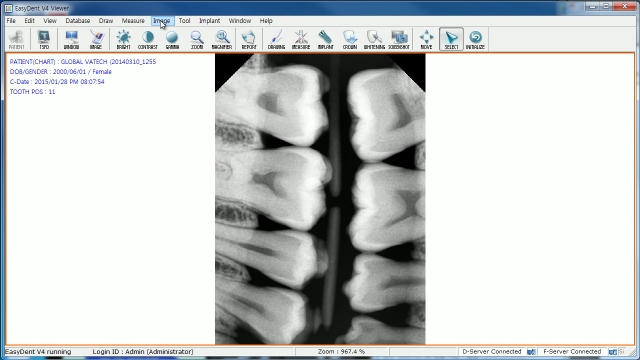 EasyDent V4 Viewer
File Edit View Database Draw Measure Image Tool Implant Window Help
PATIENT TSPD WINDOW IMAGE BRIGHT CONTRAST GAMMA ZOOM MAGNIFIER REPORT DRAWING MEASURE IMPLANT CROWN WHITENING SCREENSHOT MOVE SELECT INITIALIZE
PATIENT(CHART) : GLOBAL VATECH (20140310_1255
DOB/GENDER : 2000/06/01 / Female
C-Date : 2015/01/28 PM 08:07:54
TOOTH POS : 11
EasyDent V4 running Login ID : Admin (Administrator) Zoom : 967.4 % D-Server Connected F-Server Connected